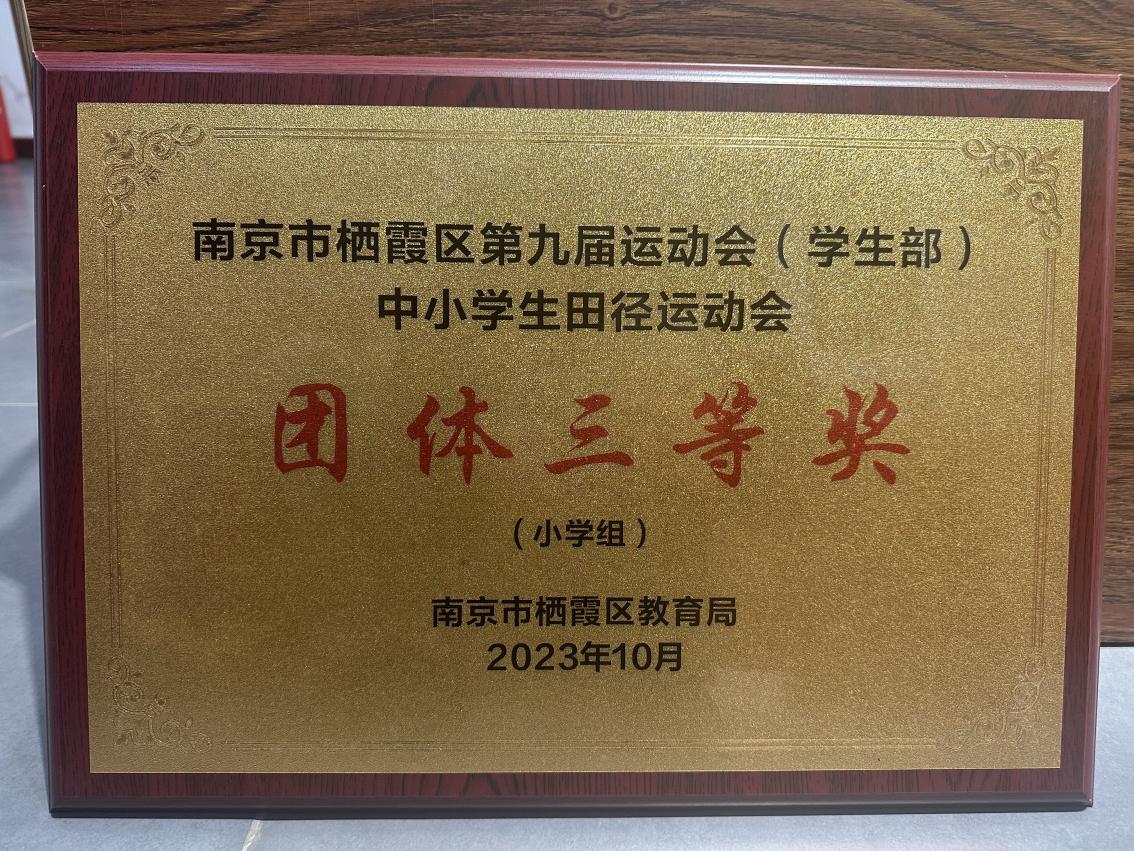 南京市栖霞区第九届运动会（学生部）
中小学生田径运动会
团体三等奖
（小学组）
南京市栖霞区教育局
2023年10月